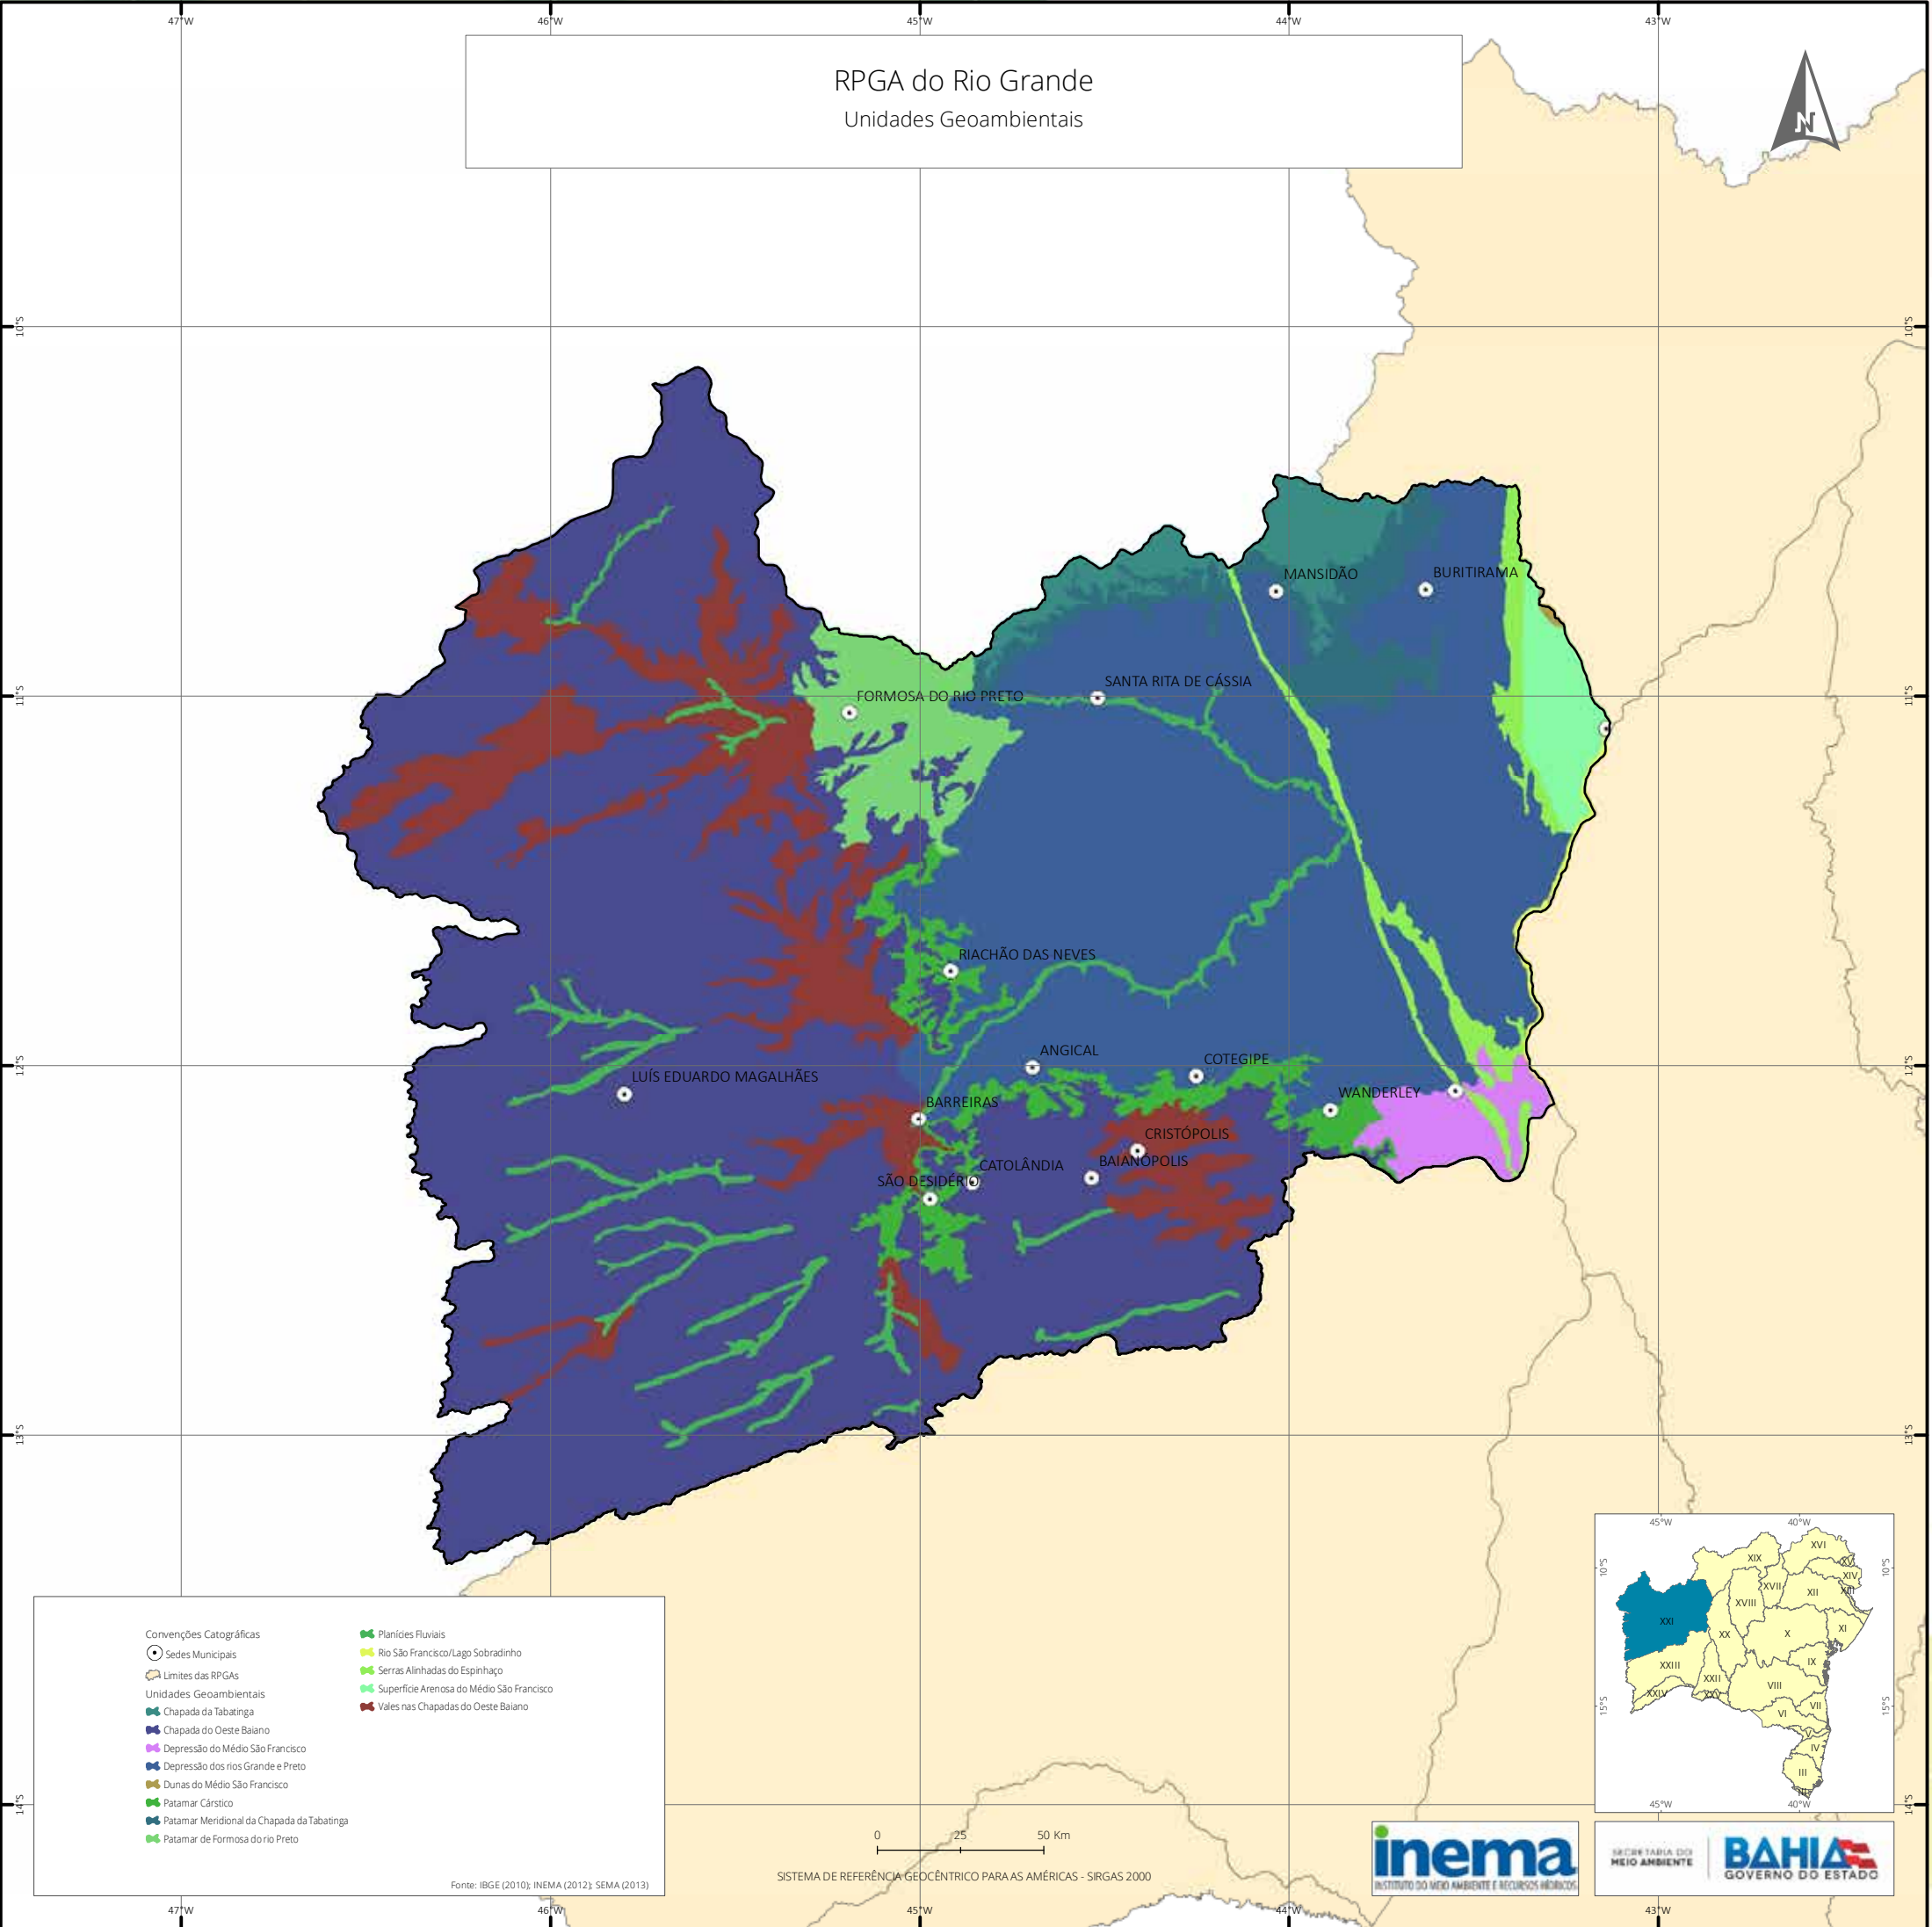 47°W 46°W 45°W 44°W 43°W
RPGA do Rio Grande
Unidades Geoambientais
N
10°S 10°S
MANSIDÃO
BURITIRAMA
SANTA RITA DE CÁSSIA
11°S 11°S
FORMOSA DO RIO PRETO
RIACHÃO DAS NEVES
ANGICAL
COTEGIPE
12°S 12°S
LUÍS EDUARDO MAGALHÃES
WANDERLEY
BARREIRAS
CRISTÓPOLIS
BAIANÓPOLIS
CATOLÂNDIA
SÃO DESIDÉRIO
13°S 13°S
Convenções Catográficas
Sedes Municipais
Limites das RPGAs
Unidades Geoambientais
Chapada da Tabatinga
Chapada do Oeste Baiano
Depressão do Médio São Francisco
Depressão dos rios Grande e Preto
Dunas do Médio São Francisco
Patamar Cárstico
Patamar Meridional da Chapada da Tabatinga
Patamar de Formosa do rio Preto
Planícies Fluviais
Rio São Francisco/Lago Sobradinho
Serras Alinhadas do Espinhaço
Superfície Arenosa do Médio São Francisco
Vales nas Chapadas do Oeste Baiano
Fonte: IBGE (2010); INEMA (2012); SEMA (2013)
0 25 50 Km
SISTEMA DE REFERÊNCIA GEOCÊNTRICO PARA AS AMÉRICAS - SIRGAS 2000
45°W 40°W
10°S 10°S
XVI
XIX
XV
XIV
XVII
XII
XIII
XVIII
XXI
XI
XX
X
IX
XXIII
XXII
VIII
XXIV
XXV
VII
VI
V
IV
III
15°S 15°S
45°W 40°W
14°S 14°S
inema
INSTITUTO DO MEIO AMBIENTE E RECURSOS HÍDRICOS
SECRETARIA DO
MEIO AMBIENTE
BAHIA
GOVERNO DO ESTADO
47°W 46°W 45°W 44°W 43°W